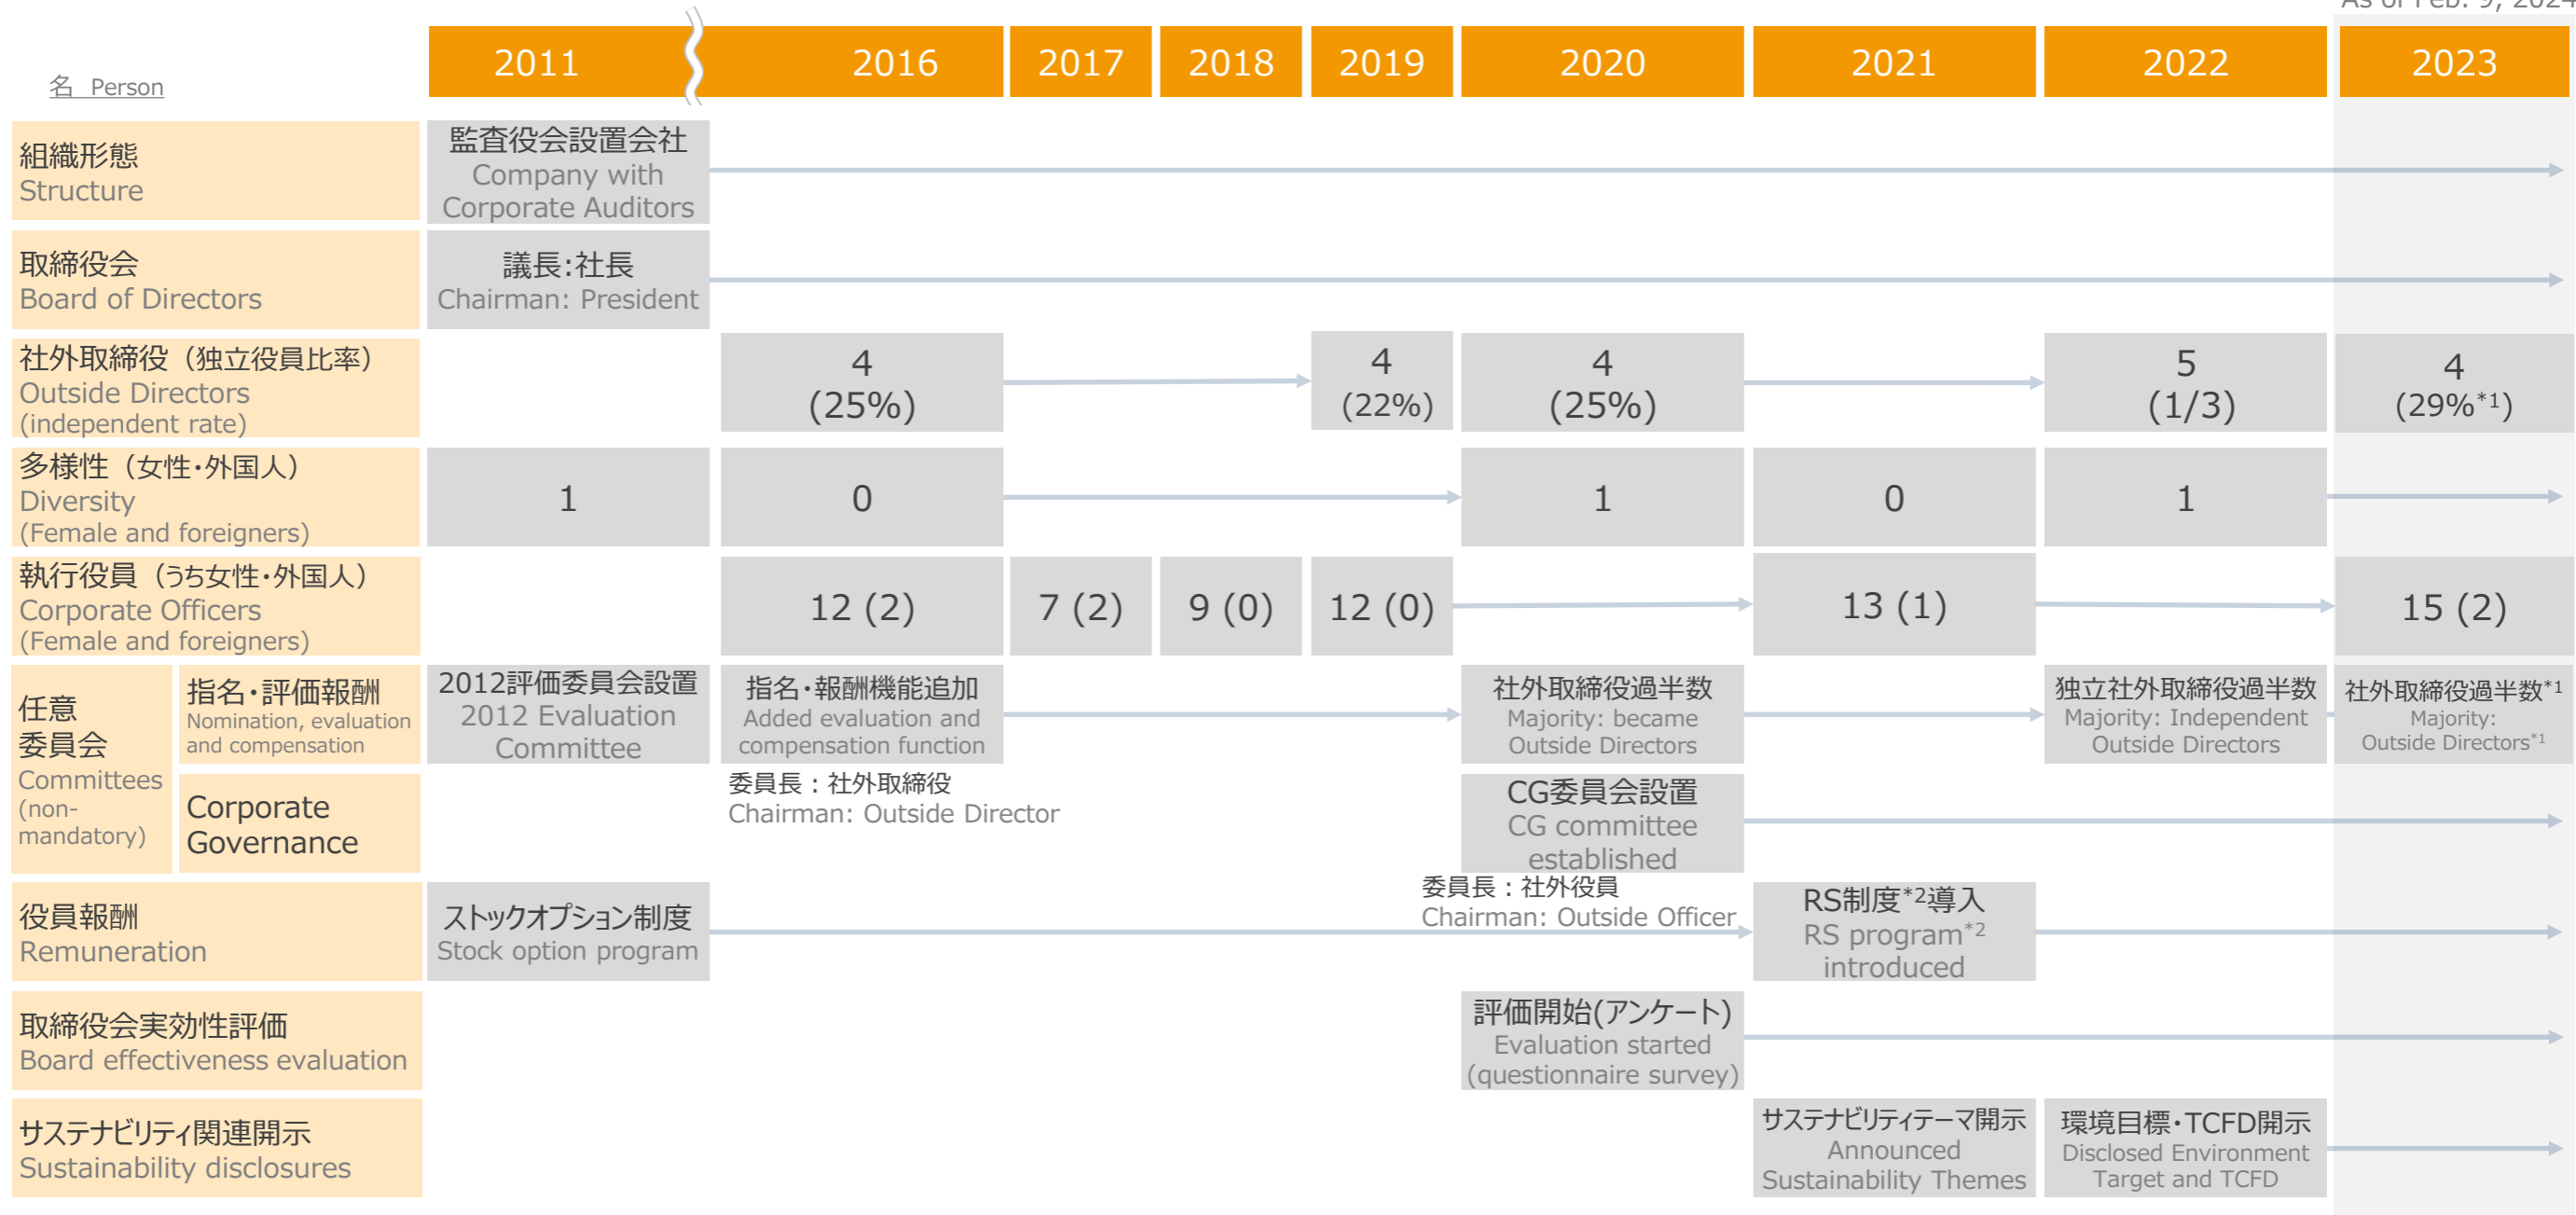 As of Feb. 9, 2024
名 Person
2011
2016
2017
2018
2019
2020
2021
2022
2023
組織形態
Structure
監査役会設置会社
Company with
Corporate Auditors
取締役会
Board of Directors
議長:社長
Chairman: President
社外取締役（独立役員比率）
Outside Directors
(independent rate)
4
(25%)
4
(22%)
4
(25%)
5
(1/3)
4
(29%*1)
多様性（女性・外国人）
Diversity
(Female and foreigners)
1
0
1
0
1
執行役員（うち女性・外国人）
Corporate Officers
(Female and foreigners)
12 (2)
7 (2)
9 (0)
12 (0)
13 (1)
15 (2)
任意
委員会
Committees
(non-
mandatory)
指名・評価報酬
Nomination, evaluation
and compensation
2012評価委員会設置
2012 Evaluation
Committee
指名・報酬機能追加
Added evaluation and
compensation function
委員長：社外取締役
Chairman: Outside Director
社外取締役過半数
Majority: became
Outside Directors
独立社外取締役過半数
Majority: Independent
Outside Directors
社外取締役過半数*1
Majority:
Outside Directors*1
Corporate
Governance
CG委員会設置
CG committee
established
委員長：社外役員
Chairman: Outside Officer
役員報酬
Remuneration
ストックオプション制度
Stock option program
RS制度*2導入
RS program*2
introduced
取締役会実効性評価
Board effectiveness evaluation
評価開始(アンケート)
Evaluation started
(questionnaire survey)
サステナビリティ関連開示
Sustainability disclosures
サステナビリティテーマ開示
Announced
Sustainability Themes
環境目標・TCFD開示
Disclosed Environment
Target and TCFD